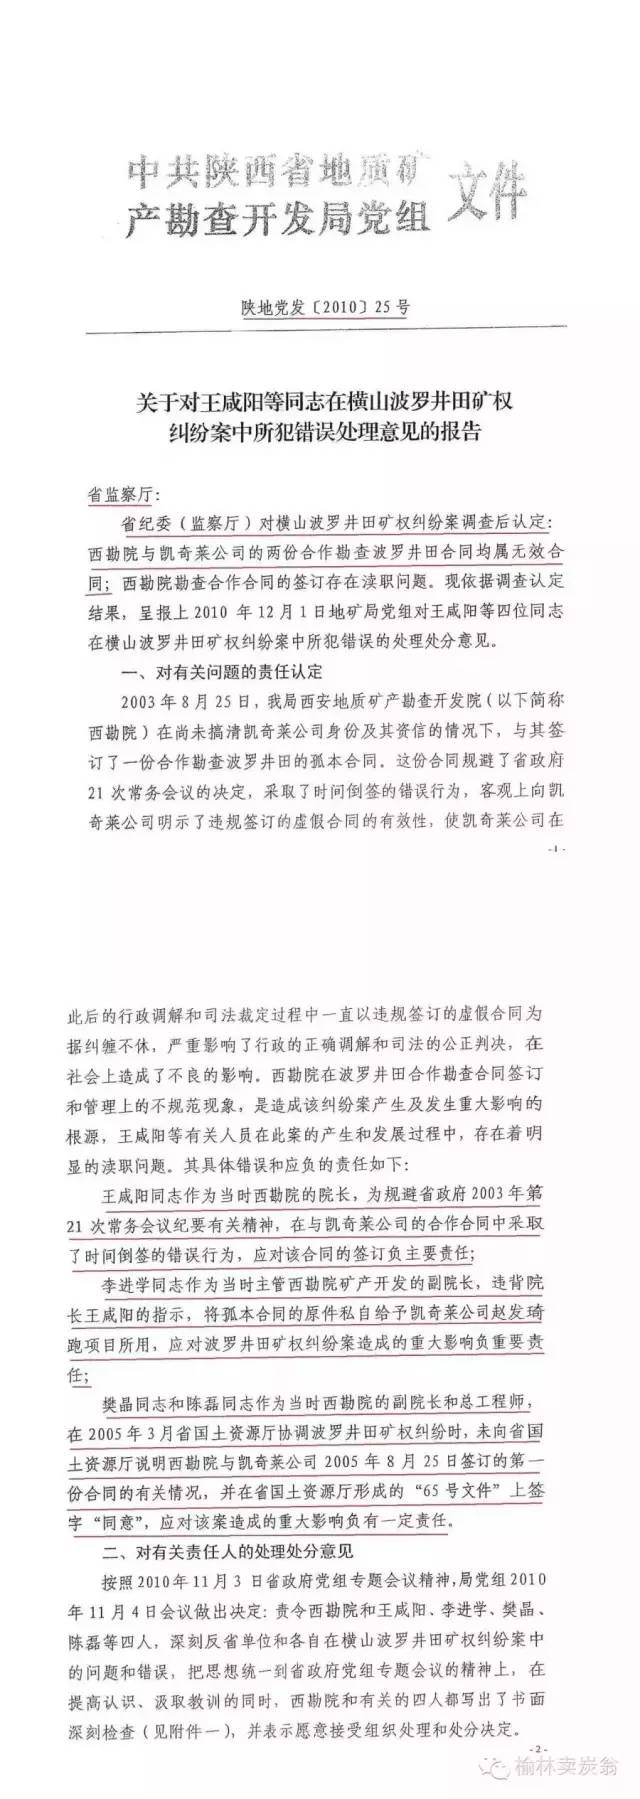 中共陕西省地质矿
产勘查开发局党组
文件
陕地党发〔2010〕25号
关于对王咸阳等同志在横山波罗井田矿权
纠纷案中所犯错误处理意见的报告
省监察厅：
省纪委（监察厅）对横山波罗井田矿权纠纷案调查后认定：
西勘院与凯奇莱公司的两份合作勘查波罗井田合同均属无效合
同；西勘院勘查合作合同的签订存在渎职问题。现依据调查认定
结果，呈报上2010 年12月1日地矿局党组对王咸阳等四位同志
在横山波罗井田矿权纠纷案中所犯错误的处理处分意见。
一、对有关问题的责任认定
2003年8月25日，我局西安地质矿产勘查开发院（以下简称
西勘院）在尚未搞清凯奇莱公司身份及其资信的情况下，与其签
订了一份合作勘查波罗井田的孤本合同。这份合同规避了省政府
21 次常务会议的决定，采取了时间倒签的错误行为，客观上向凯
奇莱公司明示了违规签订的虚假合同的有效性，使凯奇莱公司在
-1-
此后的行政调解和司法裁定过程中一直以违规签订的虚假合同为
据纠缠不休，严重影响了行政的正确调解和司法的公正判决，在
社会上造成了不良的影响。西勘院在波罗井田合作勘查合同签订
和管理上的不规范现象，是造成该纠纷案产生及发生重大影响的
根源，王咸阳等有关人员在此案的产生和发展过程中，存在着明
显的渎职问题。其具体错误和应负的责任如下：
王咸阳同志作为当时西勘院的院长，为规避省政府2003年第
21 次常务会议纪要有关精神，在与凯奇莱公司的合作合同中采取
了时间倒签的错误行为，应对该合同的签订负主要责任；
李进学同志作为当时主管西勘院矿产开发的副院长，违背院
长王咸阳的指示，将孤本合同的原件私自给予凯奇莱公司赵发琦
跑项目所用，应对波罗井田矿权纠纷案造成的重大影响负重要责
任；
樊晶同志和陈磊同志作为当时西勘院的副院长和总工程师，
在2005年3月省国土资源厅协调波罗井田矿权纠纷时，未向省国
土资源厅说明西勘院与凯奇莱公司2005年8月25日签订的第一
份合同的有关情况，并在省国土资源厅形成的“65号文件”上签
字“同意”，应对该案造成的重大影响负有一定责任。
二、对有关责任人的处理处分意见
按照2010年11月3日省政府党组专题会议精神,局党组2010
年11月4日会议做出决定：责令西勘院和王咸阳、李进学、樊晶、
陈磊等四人，深刻反省单位和各自在横山波罗井田矿权纠纷案中
的问题和错误，把思想统一到省政府党组专题会议的精神上，在
提高认识、汲取教训的同时，西勘院和有关的四人都写出了书面
深刻检查（见附件一），并表示愿意接受组织处理和处分决定。
-2-
榆林卖炭翁